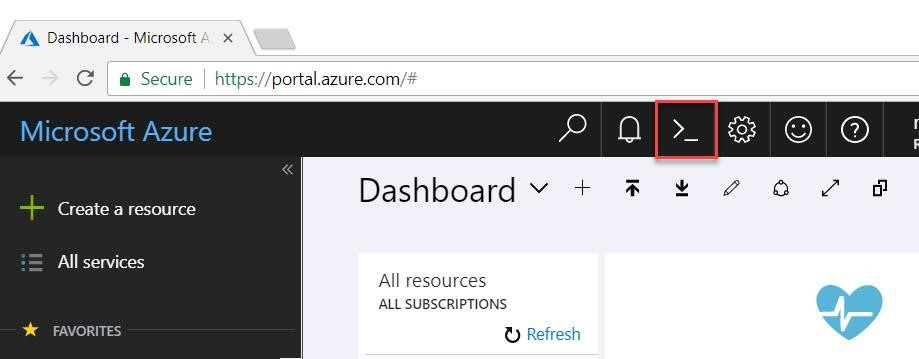 Dashboard - Microsoft A
Secure https://portal.azure.com/#
Microsoft Azure
Dashboard
Create a resource
All services
FAVORITES
All resources
ALL SUBSCRIPTIONS
Refresh